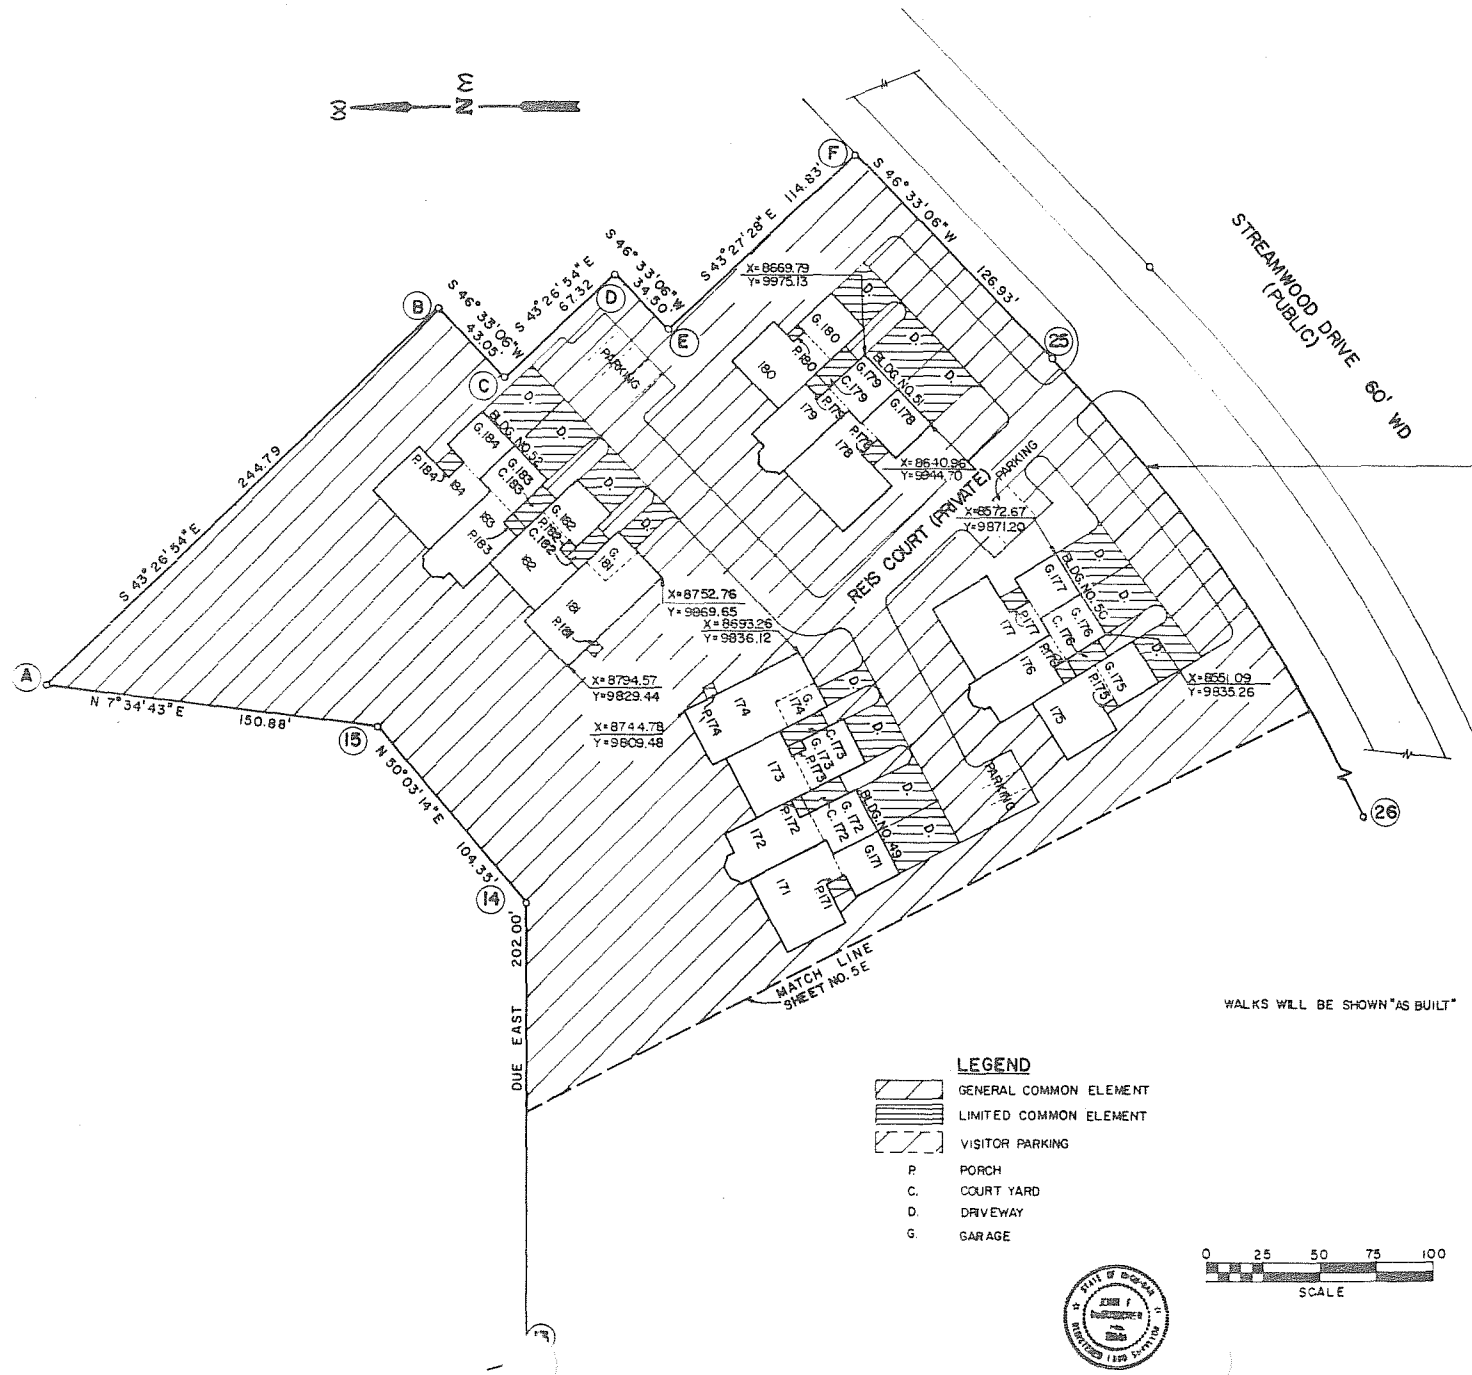 (X)
N
F
S 46° 33' 06" W
126.93'
S 43° 27' 28" E 114.83'
S 46° 33' 06" W
34.50'
S 43° 26' 54" E
67.32
S 46° 33' 06" W
43.05'
S 43° 26' 54" E
244.79
A
B
C
D
E
25
26
STREAMWOOD DRIVE 60' WD
(PUBLIC)
X=8669.79
Y=9975.13
X=8640.96
Y=9944.70
X=8572.67
Y=9871.20
X=8551.09
Y=9835.26
X=8752.76
Y=9869.65
X=8693.26
Y=9836.12
X=8794.57
Y=9829.44
X=8744.78
Y=9809.48
REIS COURT (PRIVATE)
PARKING
PARKING
PARKING
BLDG. NO. 51
G.180
180
P.180
G.179
C.179
P.179
179
G.178
P.178
178
D.
D.
D.
BLDG. NO. 52
G.184
P.184
184
G.183
C.183
183
P.183
G.182
P.182
C.182
182
G.
181
181
P.181
D.
D.
D.
D.
BLDG. NO. 50
G.177
P.177
177
G.176
C.176
P.176
176
G.175
P.175
175
D.
D.
D.
BLDG. NO. 49
G.
174
174
P.174
C.173
G.173
P.173
173
G.172
C.172
P.172
172
G.171
171
P.171
D.
D.
D.
D.
N 7° 34' 43" E 150.88'
15
N 50° 03' 14" E 104.35'
14
DUE EAST 202.00'
MATCH LINE
SHEET NO. 5E
WALKS WILL BE SHOWN "AS BUILT"
LEGEND
GENERAL COMMON ELEMENT
LIMITED COMMON ELEMENT
VISITOR PARKING
P. PORCH
C. COURT YARD
D. DRIVEWAY
G. GARAGE
0 25 50 75 100
SCALE
STATE OF
JOHN F